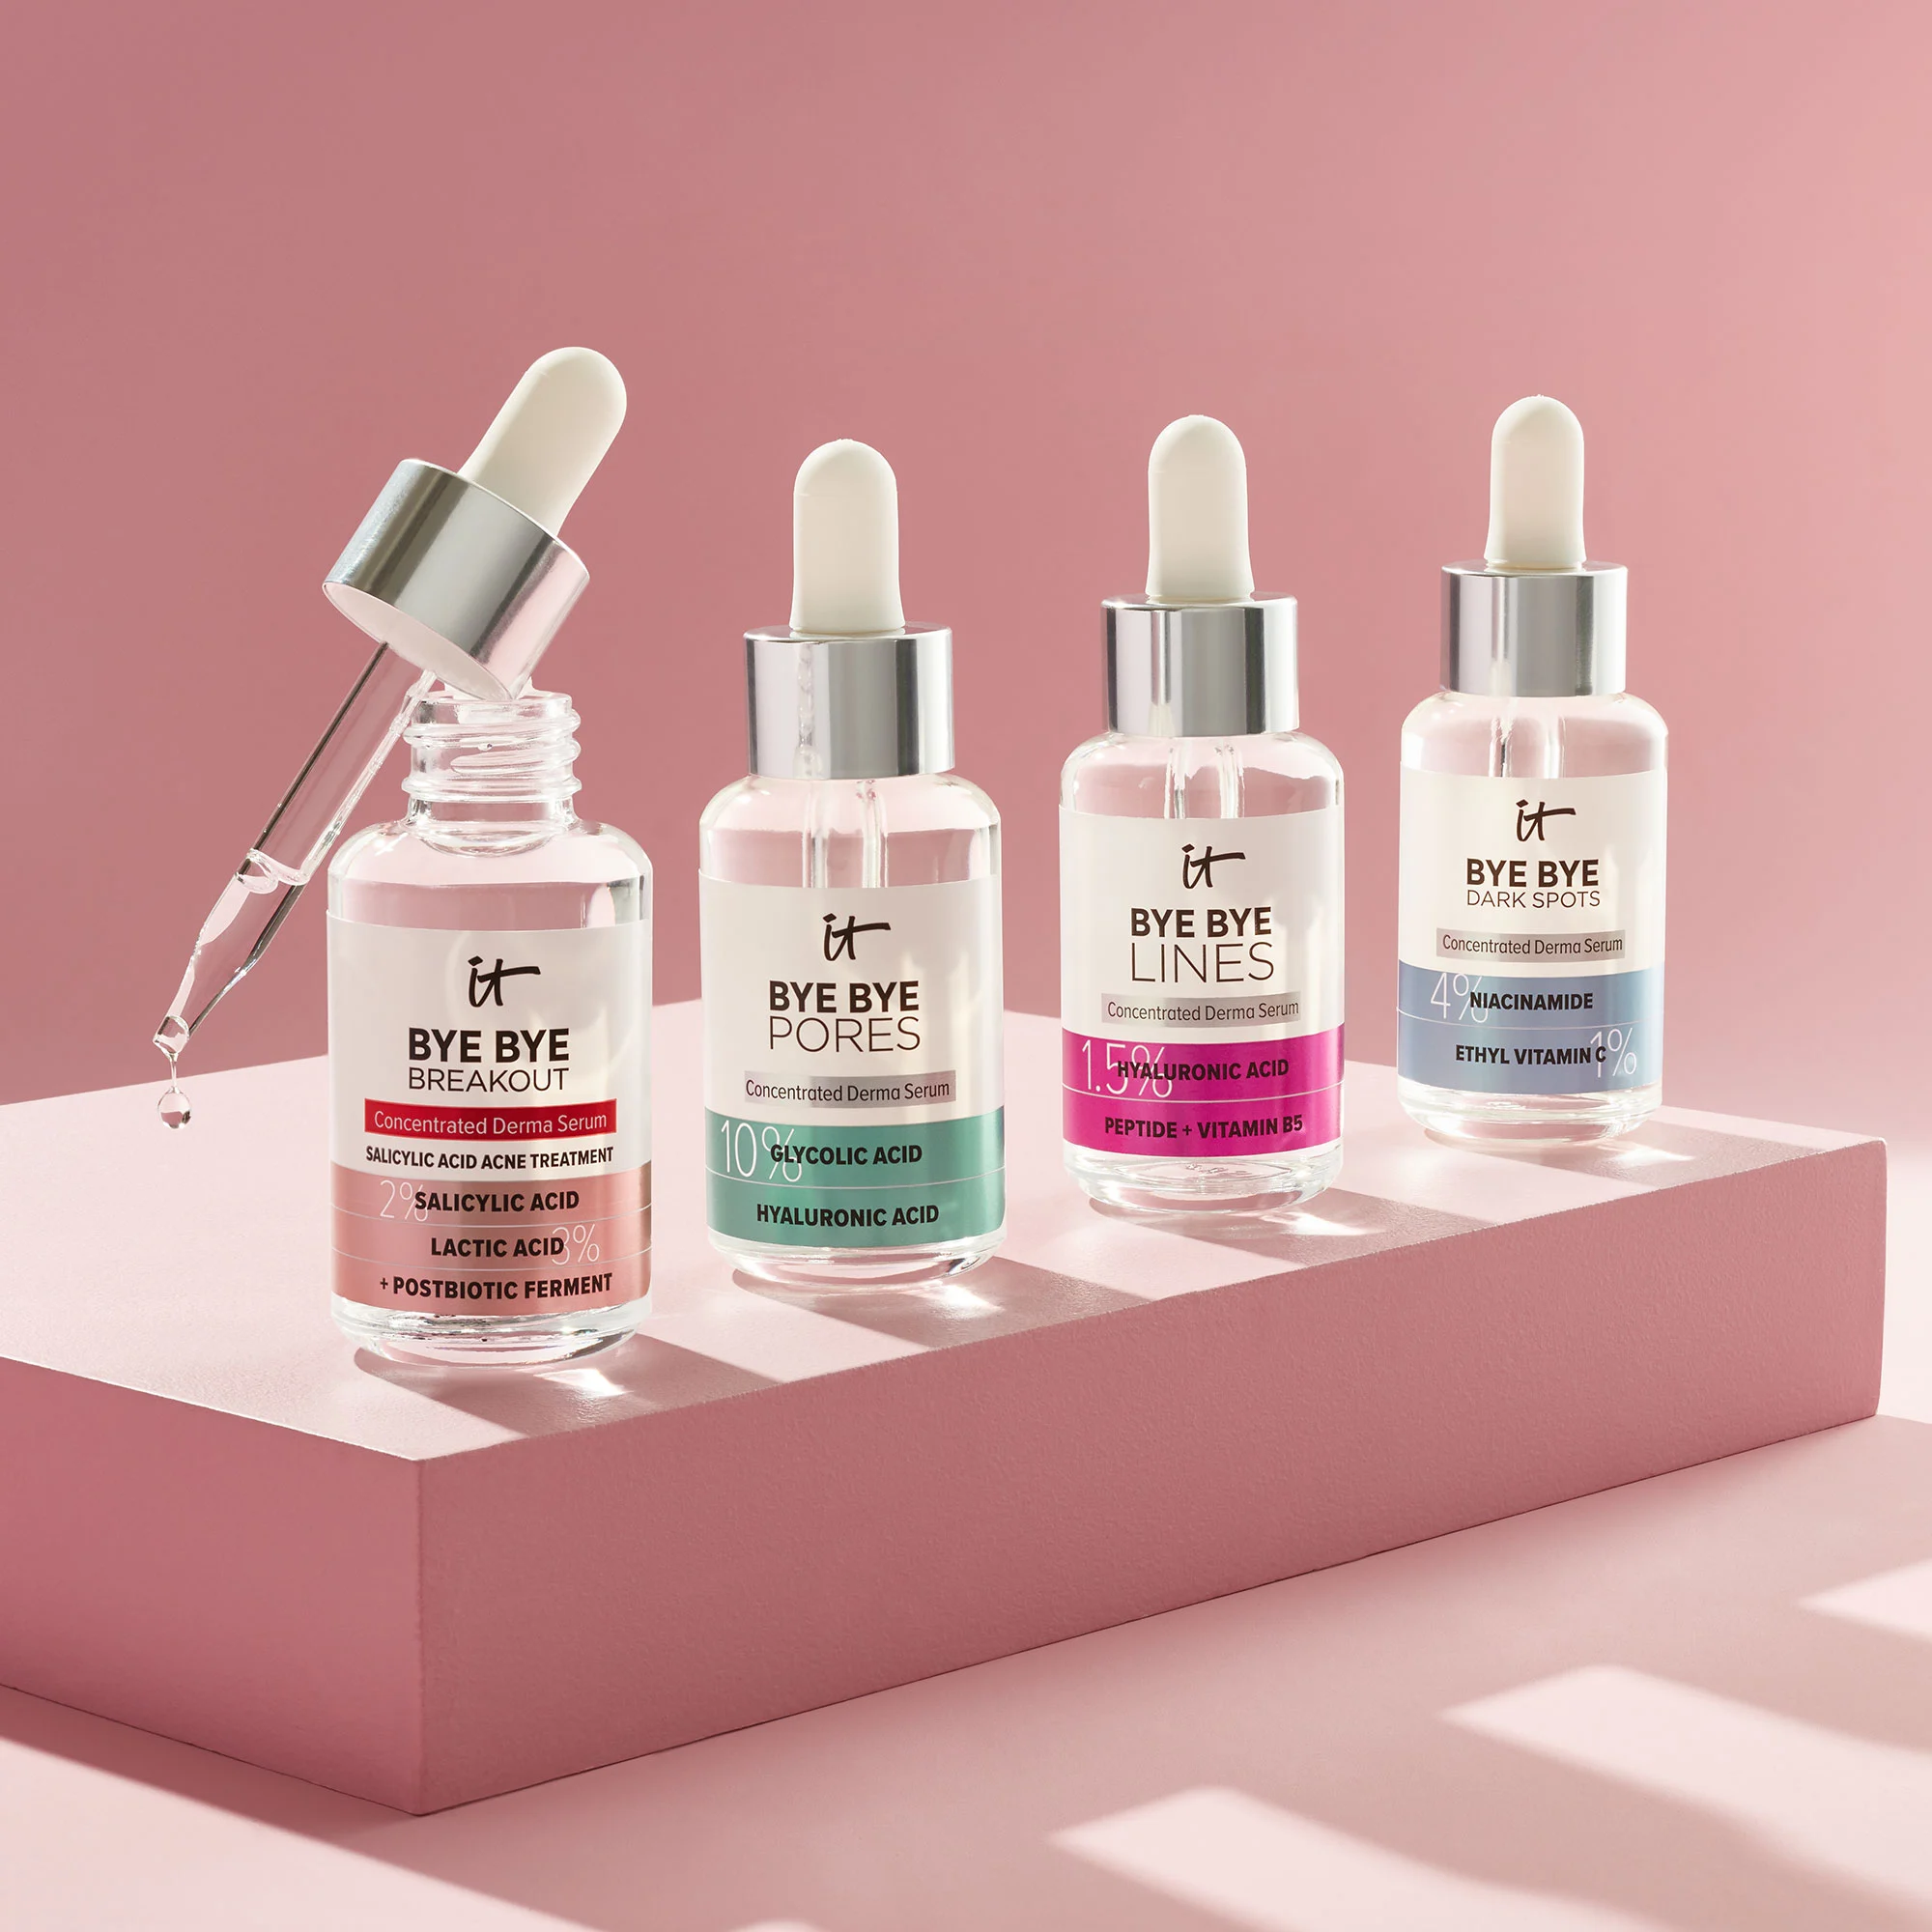 it
BYE BYE
BREAKOUT
Concentrated Derma Serum
SALICYLIC ACID ACNE TREATMENT
2% SALICYLIC ACID
LACTIC ACID 3%
+ POSTBIOTIC FERMENT
it
BYE BYE
PORES
Concentrated Derma Serum
10% GLYCOLIC ACID
HYALURONIC ACID
it
BYE BYE
LINES
Concentrated Derma Serum
1.5% HYALURONIC ACID
PEPTIDE + VITAMIN B5
it
BYE BYE
DARK SPOTS
Concentrated Derma Serum
4% NIACINAMIDE
ETHYL VITAMIN C 1%